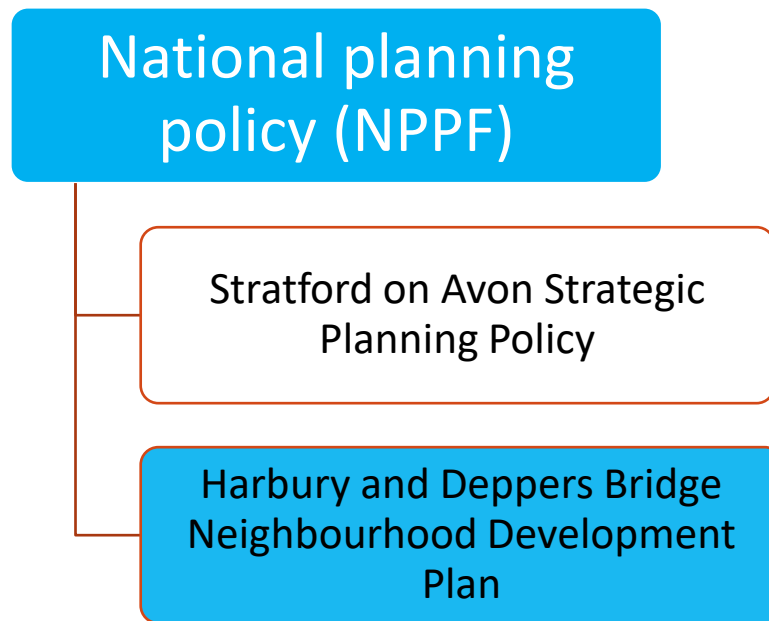 National planning
policy (NPPF)
Stratford on Avon Strategic
Planning Policy
Harbury and Deppers Bridge
Neighbourhood Development
Plan